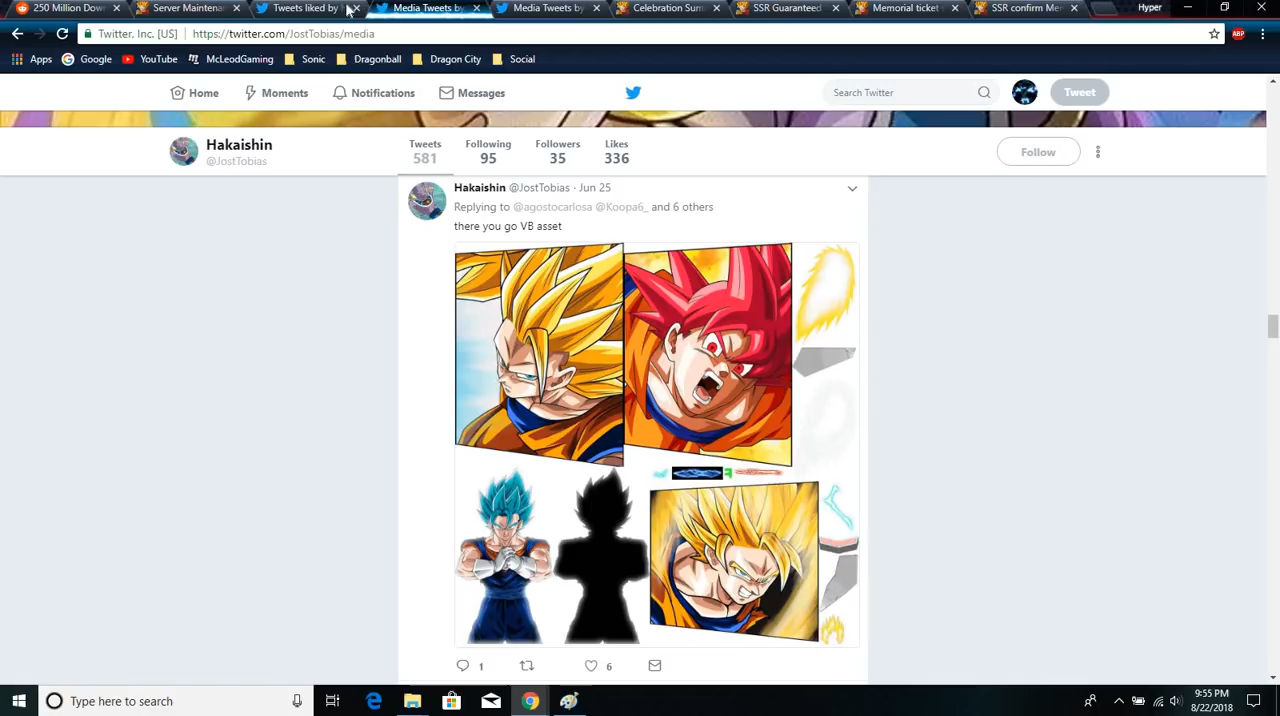 250 Million Down
Server Maintenan
Tweets liked by
Media Tweets by
Media Tweets by
Celebration Sum
SSR Guaranteed
Memorial ticket
SSR confirm Mem
Hyper
Twitter, Inc. [US]
https://twitter.com/JostTobias/media
ABP
Apps
Google
YouTube
McLeodGaming
Sonic
Dragonball
Dragon City
Social
Home
Moments
Notifications
Messages
Search Twitter
Tweet
Hakaishin
@JostTobias
Tweets
581
Following
95
Followers
35
Likes
336
Follow
Hakaishin @JostTobias · Jun 25
Replying to @agostocarlosa @Koopa6_ and 6 others
there you go VB asset
1
6
Type here to search
9:55 PM
8/22/2018